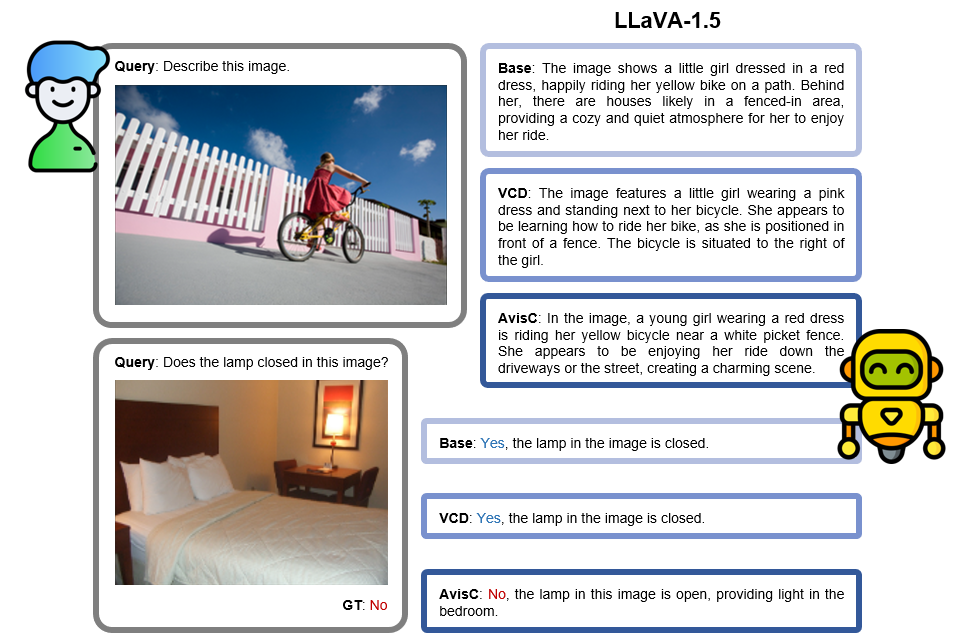 LLaVA-1.5
Query: Describe this image.
Base: The image shows a little girl dressed in a red
dress, happily riding her yellow bike on a path. Behind
her, there are houses likely in a fenced-in area,
providing a cozy and quiet atmosphere for her to enjoy
her ride.
VCD: The image features a little girl wearing a pink
dress and standing next to her bicycle. She appears to
be learning how to ride her bike, as she is positioned in
front of a fence. The bicycle is situated to the right of
the girl.
AvisC: In the image, a young girl wearing a red dress
is riding her yellow bicycle near a white picket fence.
She appears to be enjoying her ride down the
driveways or the street, creating a charming scene.
Query: Does the lamp closed in this image?
GT: No
Base: Yes, the lamp in the image is closed.
VCD: Yes, the lamp in the image is closed.
AvisC: No, the lamp in this image is open, providing light in the
bedroom.